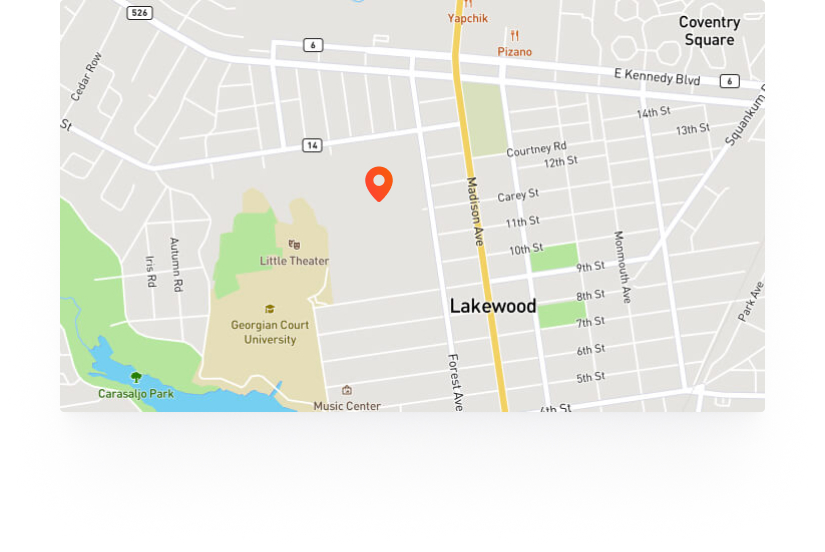 526
Yapchik
Coventry
Square
6
Pizano
E Kennedy Blvd
6
Cedar Row
14th St
Squankum R
St
13th St
14
Courtney Rd
12th St
Madison Ave
Carey St
11th St
10th St
Iris Rd
Autumn Rd
Little Theater
Monmouth Ave
9th St
Park Ave
8th St
Lakewood
Georgian Court
University
7th St
6th St
5th St
Forest Ave
Carasaljo Park
Music Center